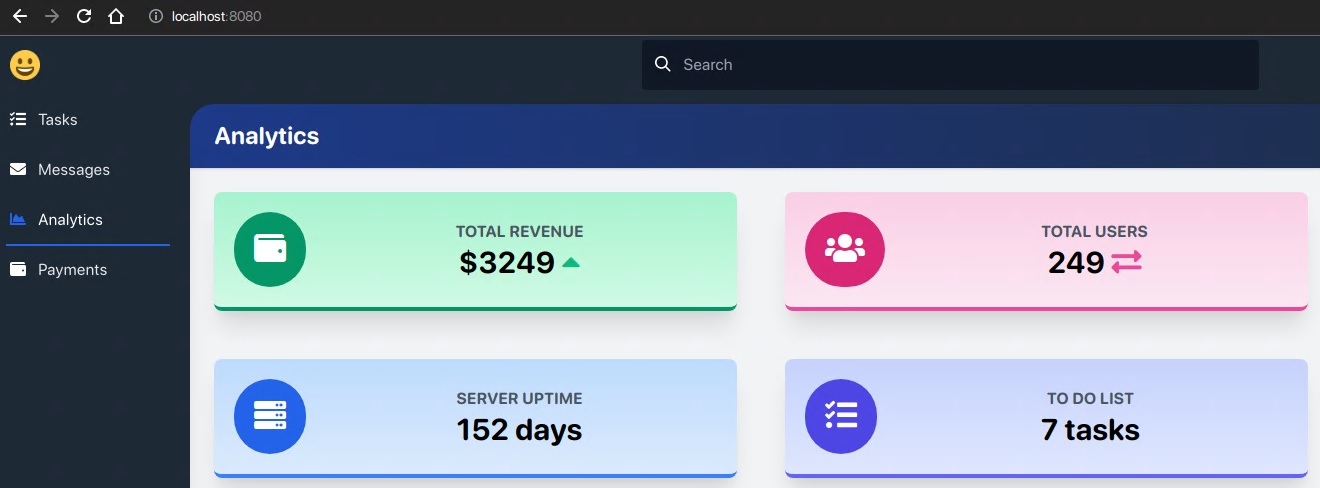 localhost:8080
Search
Tasks
Messages
Analytics
Payments
Analytics
TOTAL REVENUE
$3249
TOTAL USERS
249
SERVER UPTIME
152 days
TO DO LIST
7 tasks